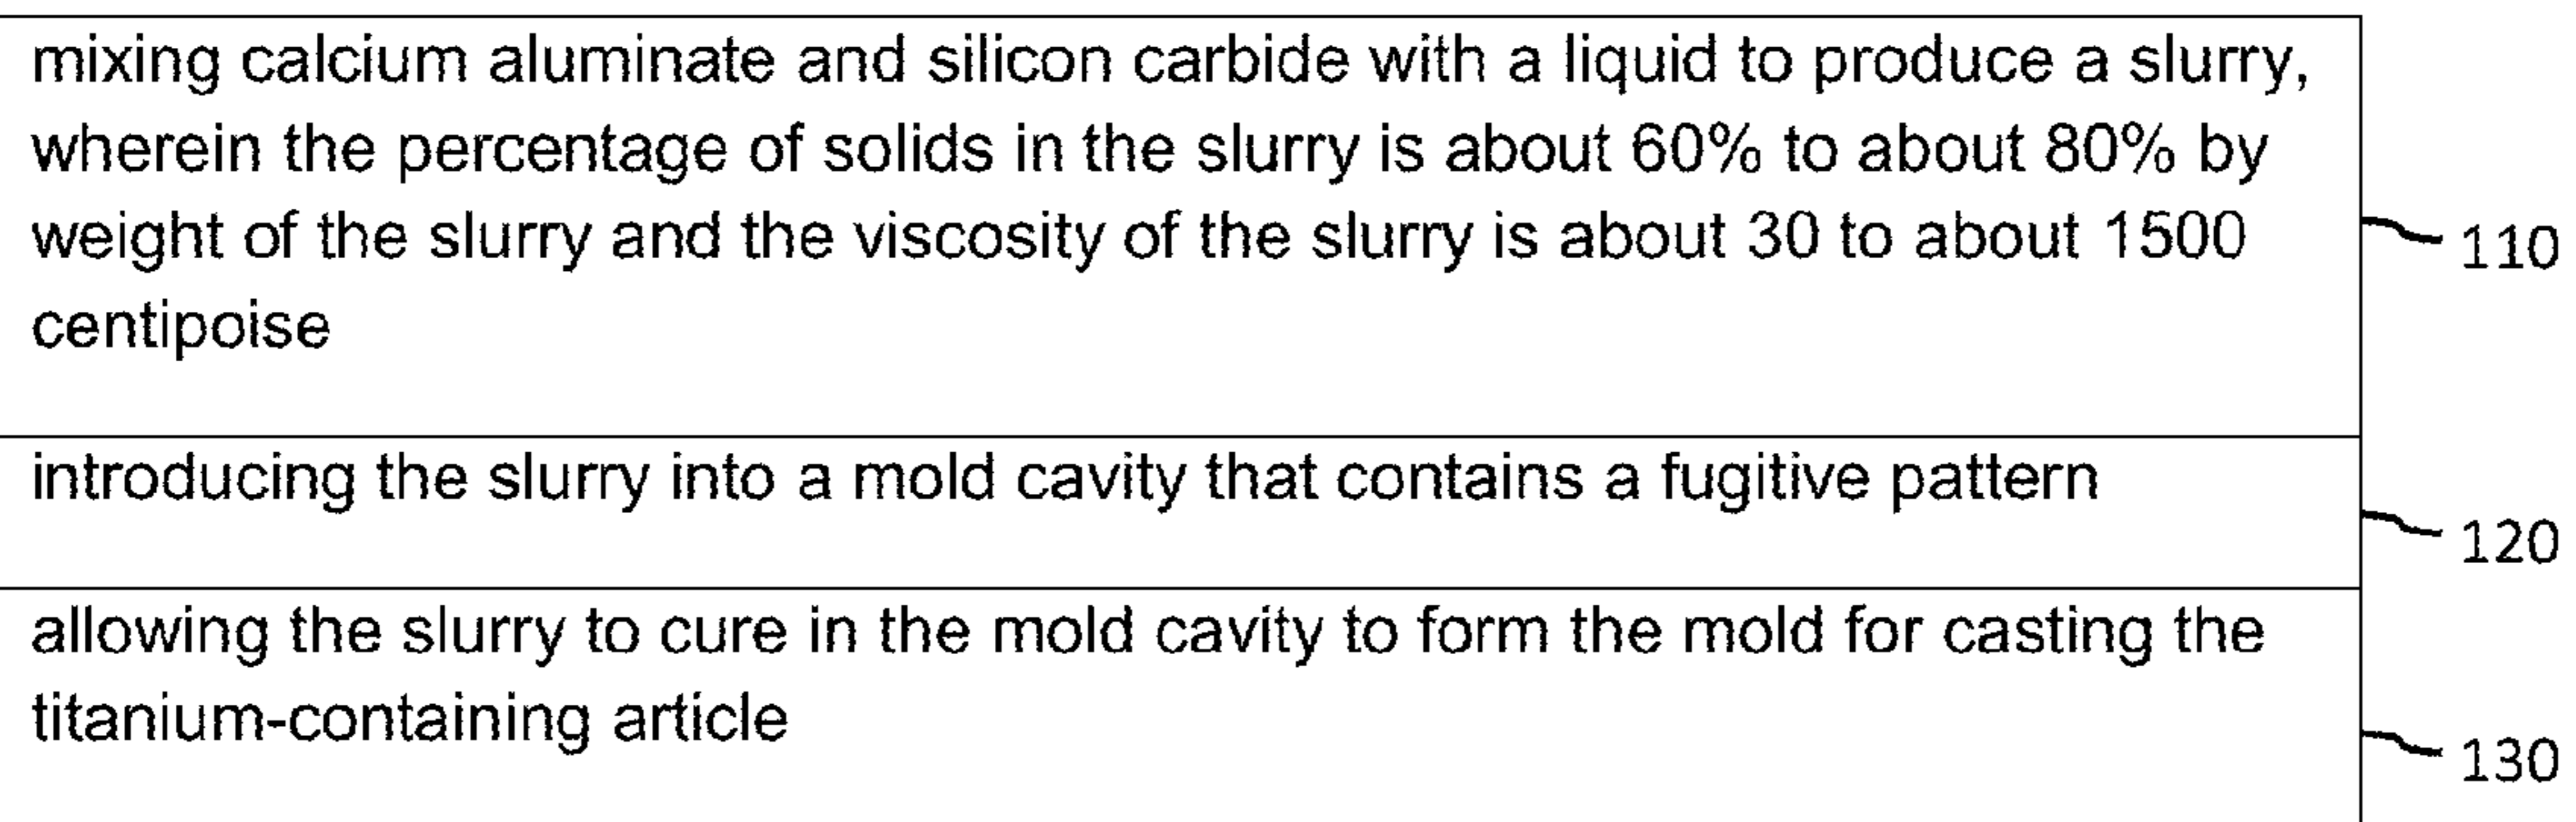 mixing calcium aluminate and silicon carbide with a liquid to produce a slurry,
wherein the percentage of solids in the slurry is about 60% to about 80% by
weight of the slurry and the viscosity of the slurry is about 30 to about 1500
centipoise
110
introducing the slurry into a mold cavity that contains a fugitive pattern
120
allowing the slurry to cure in the mold cavity to form the mold for casting the
titanium-containing article
130